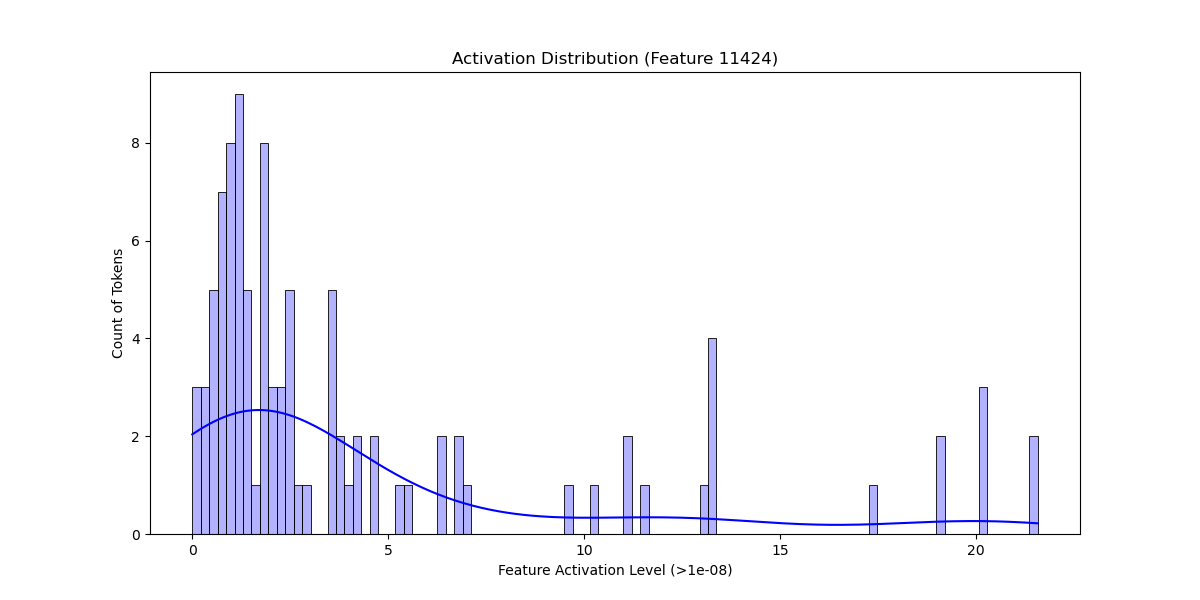 Activation Distribution (Feature 11424)
8
6
4
2
0
Count of Tokens
0 5 10 15 20
Feature Activation Level (>1e-08)